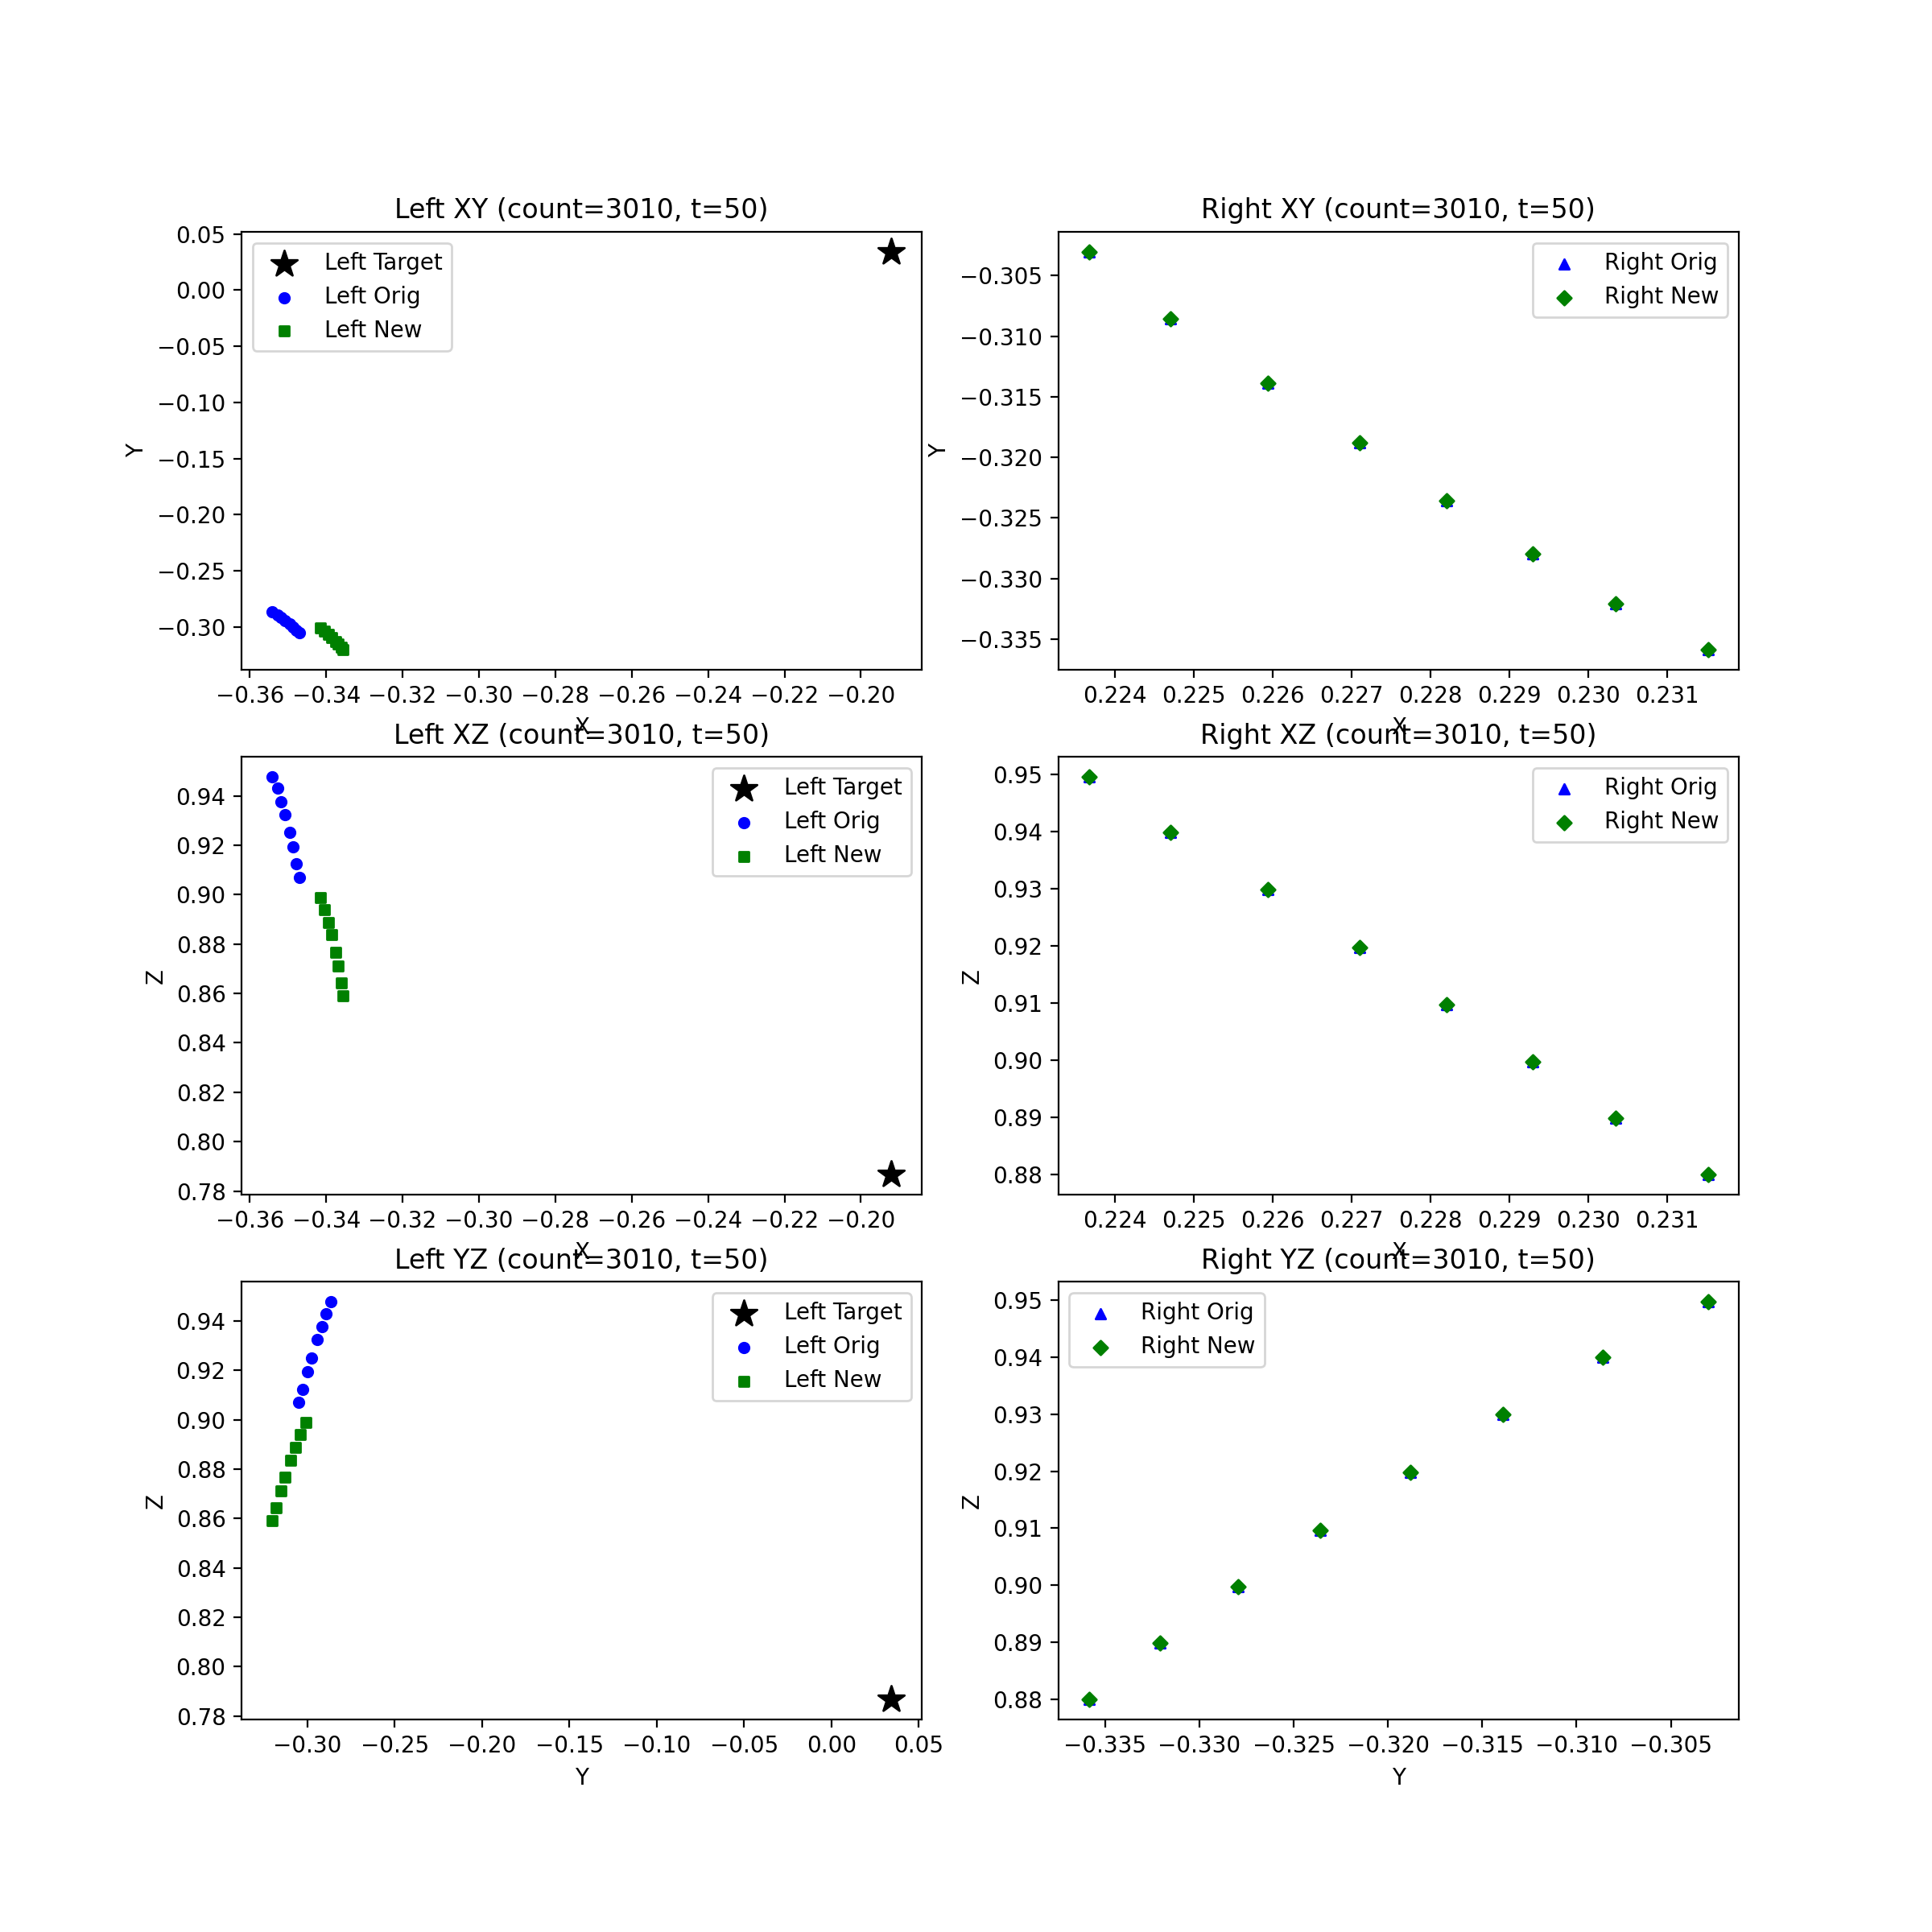 Left XY (count=3010, t=50)
Right XY (count=3010, t=50)
0.05
0.00
−0.05
−0.10
−0.15
−0.20
−0.25
−0.30
Y
Left Target
Left Orig
Left New
−0.36 −0.34 −0.32 −0.30 −0.28 −0.26 −0.24 −0.22 −0.20
X
−0.305
−0.310
−0.315
−0.320
−0.325
−0.330
−0.335
Y
Right Orig
Right New
0.224 0.225 0.226 0.227 0.228 0.229 0.230 0.231
X
Left XZ (count=3010, t=50)
Right XZ (count=3010, t=50)
0.94
0.92
0.90
0.88
0.86
0.84
0.82
0.80
0.78
Z
Left Target
Left Orig
Left New
−0.36 −0.34 −0.32 −0.30 −0.28 −0.26 −0.24 −0.22 −0.20
X
0.95
0.94
0.93
0.92
0.91
0.90
0.89
0.88
Z
Right Orig
Right New
0.224 0.225 0.226 0.227 0.228 0.229 0.230 0.231
X
Left YZ (count=3010, t=50)
Right YZ (count=3010, t=50)
0.94
0.92
0.90
0.88
0.86
0.84
0.82
0.80
0.78
Z
Left Target
Left Orig
Left New
−0.30 −0.25 −0.20 −0.15 −0.10 −0.05 0.00 0.05
Y
0.95
0.94
0.93
0.92
0.91
0.90
0.89
0.88
Z
Right Orig
Right New
−0.335 −0.330 −0.325 −0.320 −0.315 −0.310 −0.305
Y